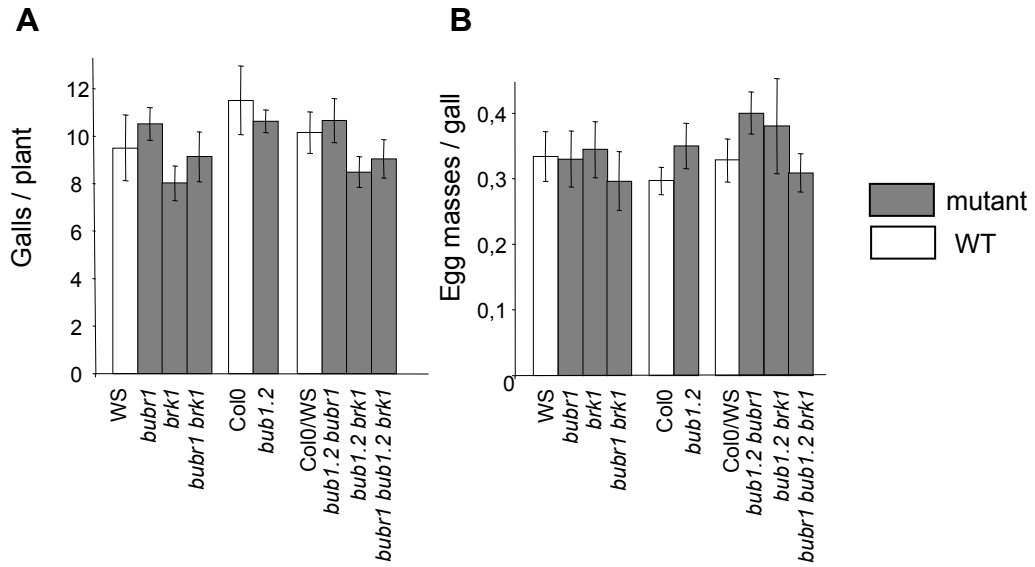 A
Galls / plant
12
10
8
6
4
2
0
WS
bubr1
brk1
bubr1 brk1
Col0
bub1.2
Col0/WS
bub1.2 bubr1
bub1.2 brk1
bubr1 bub1.2 brk1
B
Egg masses / gall
0,4
0,3
0,2
0,1
0
WS
bubr1
brk1
bubr1 brk1
Col0
bub1.2
Col0/WS
bub1.2 bubr1
bub1.2 brk1
bubr1 bub1.2 brk1
mutant
WT